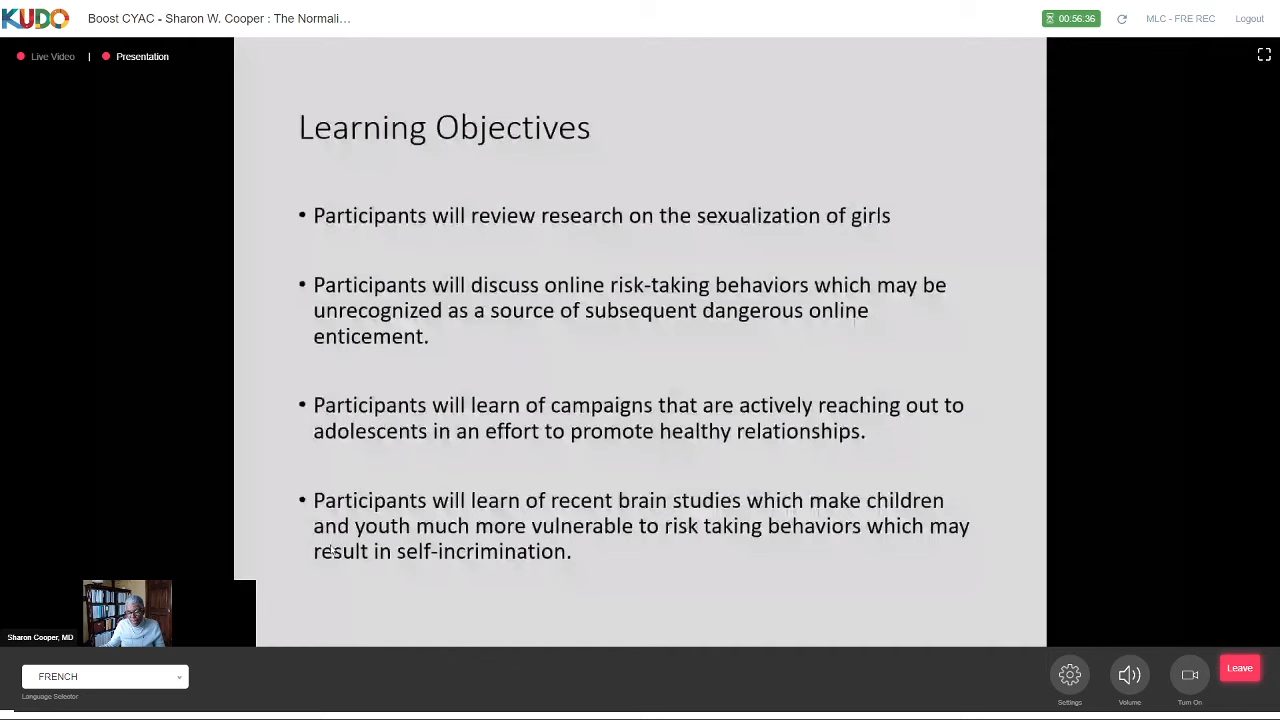 KUDO
Boost CYAC - Sharon W. Cooper : The Normali...
00:56:36
MLC - FRE REC
Logout
Live Video | Presentation
Learning Objectives
• Participants will review research on the sexualization of girls
• Participants will discuss online risk-taking behaviors which may be
unrecognized as a source of subsequent dangerous online
enticement.
• Participants will learn of campaigns that are actively reaching out to
adolescents in an effort to promote healthy relationships.
• Participants will learn of recent brain studies which make children
and youth much more vulnerable to risk taking behaviors which may
result in self-incrimination.
Sharon Cooper, MD
FRENCH
Language Selector
Settings
Volume
Turn On
Leave